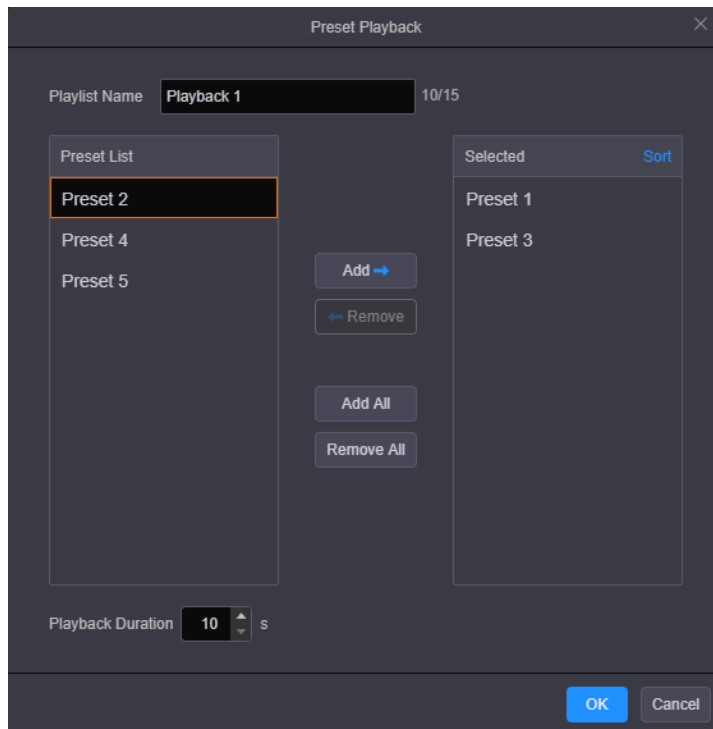 Preset Playback
Playlist Name Playback 1 10/15
Preset List
Preset 2
Preset 4
Preset 5
Add
Remove
Add All
Remove All
Selected Sort
Preset 1
Preset 3
Playback Duration 10 s
OK Cancel